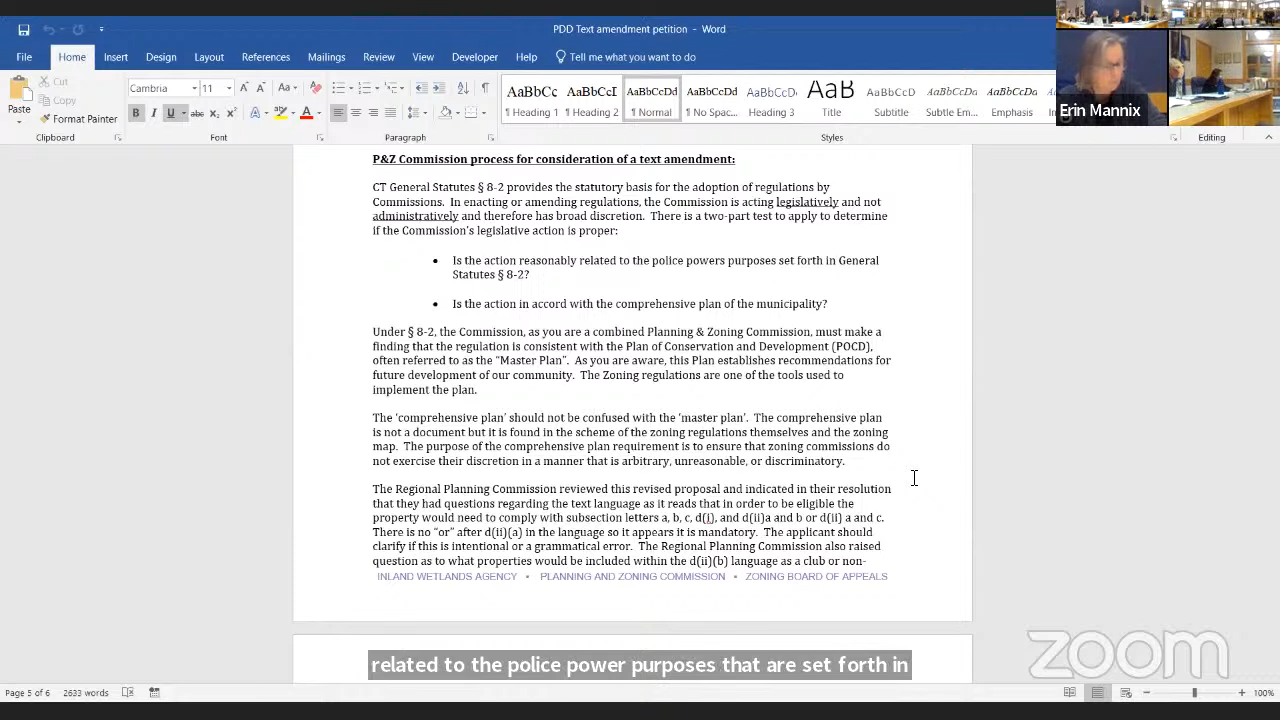 PDD Text amendment petition - Word
File Home Insert Design Layout References Mailings Review View Developer Help Tell me what you want to do
Paste
Cut
Copy
Format Painter
Cambria 11
AaBbCc AaBbCcI AaBbCcDd AaBbCcDd AaBbCcD AaB AaBbCcD AaBbCcDd AaBbCcDd
¶ Heading 1 ¶ Heading 2 ¶ Normal ¶ No Spac... Heading 3 Title Subtitle Subtle Em... Emphasis
Clipboard Font Paragraph Styles Editing
Erin Mannix
P&Z Commission process for consideration of a text amendment:
CT General Statutes § 8-2 provides the statutory basis for the adoption of regulations by
Commissions. In enacting or amending regulations, the Commission is acting legislatively and not
administratively and therefore has broad discretion. There is a two-part test to apply to determine
if the Commission's legislative action is proper:
• Is the action reasonably related to the police powers purposes set forth in General
Statutes § 8-2?
• Is the action in accord with the comprehensive plan of the municipality?
Under § 8-2, the Commission, as you are a combined Planning & Zoning Commission, must make a
finding that the regulation is consistent with the Plan of Conservation and Development (POCD),
often referred to as the "Master Plan". As you are aware, this Plan establishes recommendations for
future development of our community. The Zoning regulations are one of the tools used to
implement the plan.
The 'comprehensive plan' should not be confused with the 'master plan'. The comprehensive plan
is not a document but it is found in the scheme of the zoning regulations themselves and the zoning
map. The purpose of the comprehensive plan requirement is to ensure that zoning commissions do
not exercise their discretion in a manner that is arbitrary, unreasonable, or discriminatory.
The Regional Planning Commission reviewed this revised proposal and indicated in their resolution
that they had questions regarding the text language as it reads that in order to be eligible the
property would need to comply with subsection letters a, b, c, d(i), and d(ii)a and b or d(ii) a and c.
There is no "or" after d(ii)(a) in the language so it appears it is mandatory. The applicant should
clarify if this is intentional or a grammatical error. The Regional Planning Commission also raised
question as to what properties would be included within the d(ii)(b) language as a club or non-
INLAND WETLANDS AGENCY • PLANNING AND ZONING COMMISSION • ZONING BOARD OF APPEALS
related to the police power purposes that are set forth in
zoom
Page 5 of 6 2633 words 100%